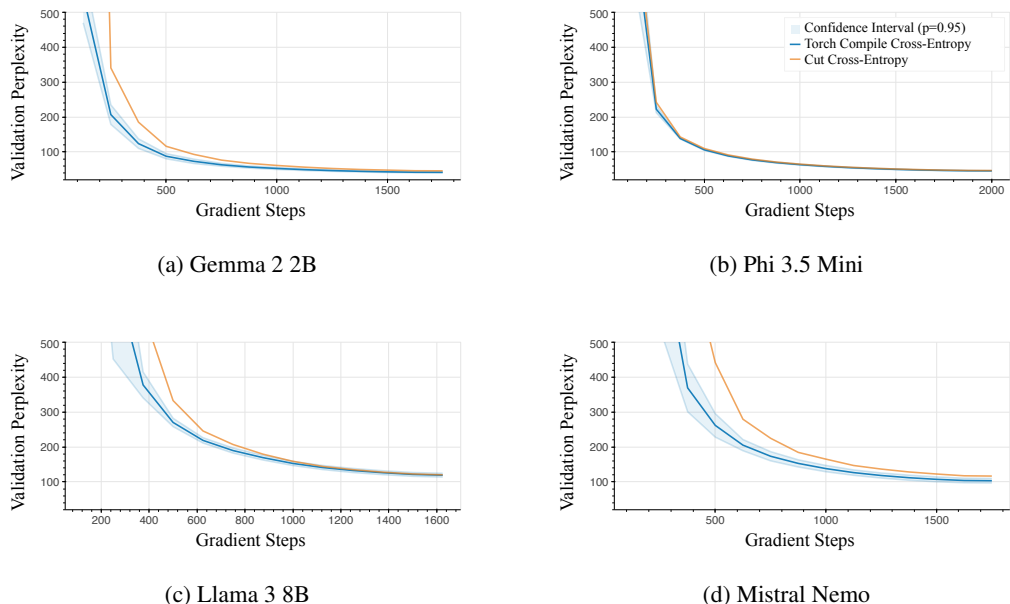 500
400
300
200
100
Validation Perplexity
500
1000
1500
Gradient Steps
(a) Gemma 2 2B
500
400
300
200
100
Validation Perplexity
Confidence Interval (p=0.95)
Torch Compile Cross-Entropy
Cut Cross-Entropy
500
1000
1500
2000
Gradient Steps
(b) Phi 3.5 Mini
500
400
300
200
100
Validation Perplexity
200
400
600
800
1000
1200
1400
1600
Gradient Steps
(c) Llama 3 8B
500
400
300
200
100
Validation Perplexity
500
1000
1500
Gradient Steps
(d) Mistral Nemo